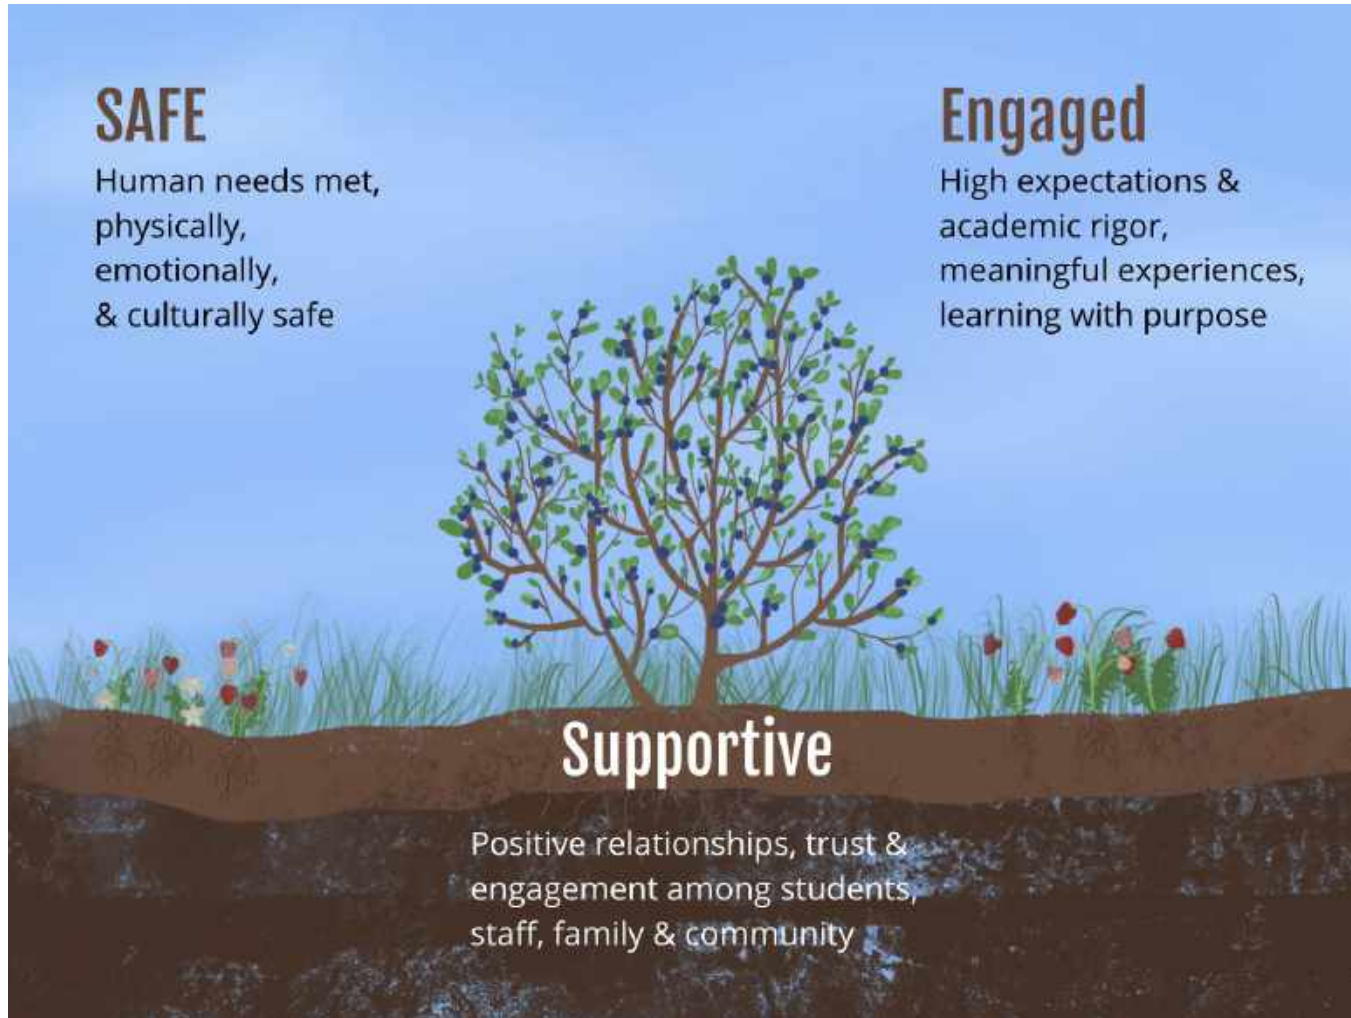 SAFE
Human needs met,
physically,
emotionally,
& culturally safe
Engaged
High expectations &
academic rigor,
meaningful experiences,
learning with purpose
Supportive
Positive relationships, trust &
engagement among students,
staff, family & community